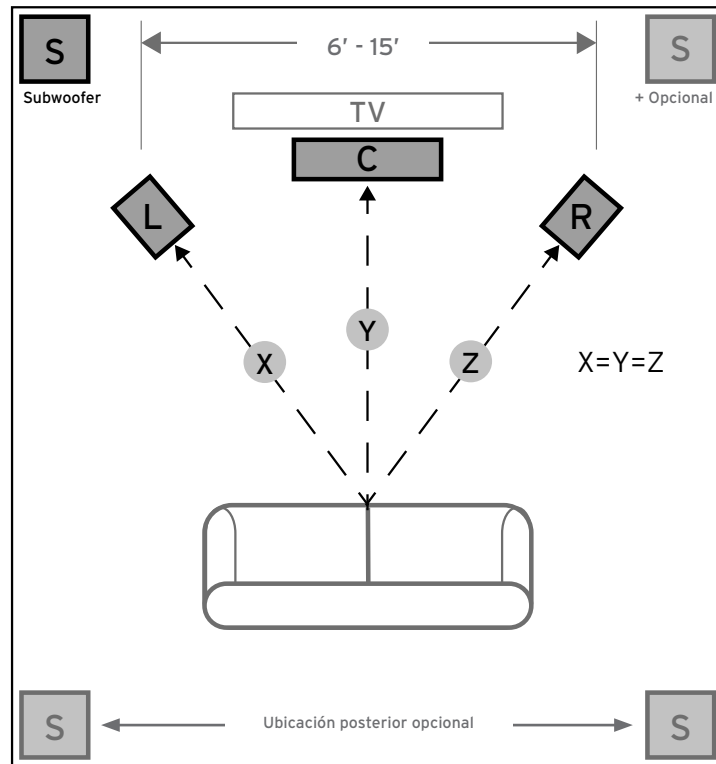 S
6' - 15'
S
Subwoofer
+ Opcional
TV
C
L
R
Y
X
Z
X=Y=Z
S
Ubicación posterior opcional
S